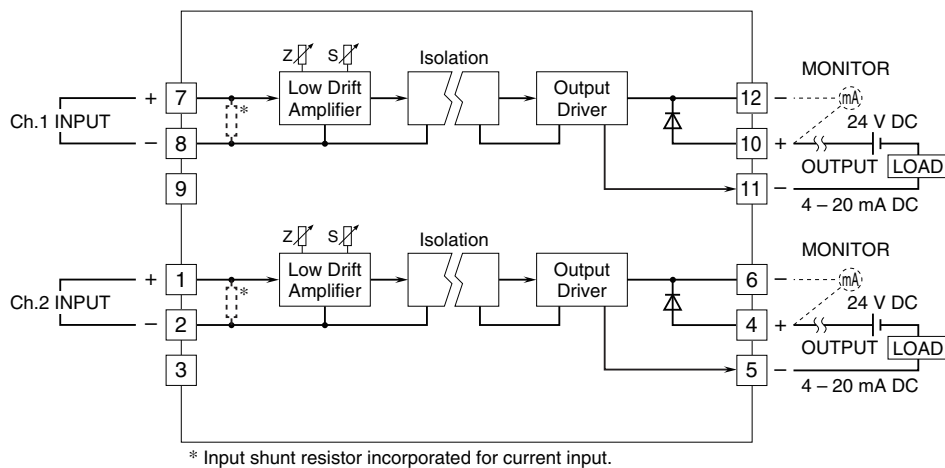 Z S Isolation
MONITOR
Low Drift
Amplifier
Output
Driver
7 12
+ − mA
24 V DC
Ch.1 INPUT
− 8 10 +
OUTPUT LOAD
9 11 −
4 – 20 mA DC
Z S Isolation
MONITOR
Low Drift
Amplifier
Output
Driver
+ 1 6 − mA
24 V DC
Ch.2 INPUT
− 2 4 +
OUTPUT LOAD
3 5 −
4 – 20 mA DC
*
*
* Input shunt resistor incorporated for current input.